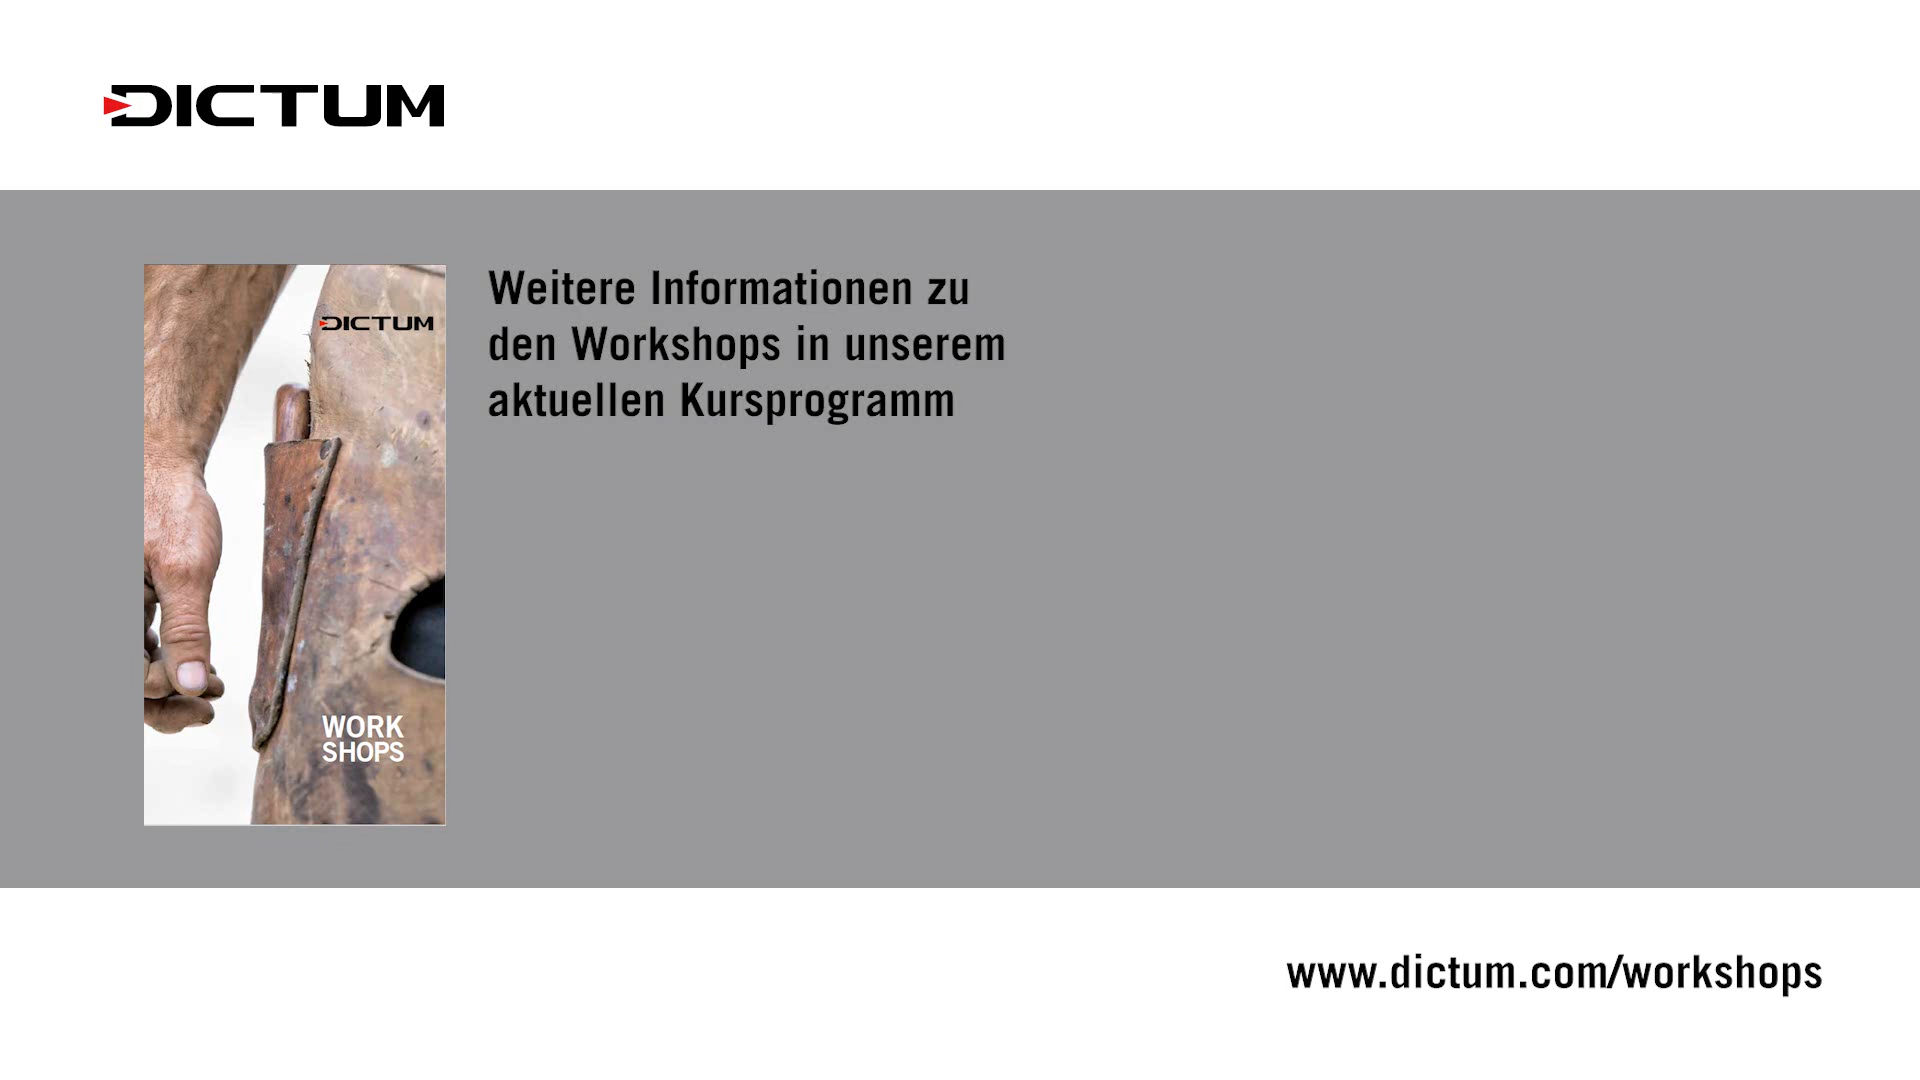 DICTUM
Weitere Informationen zu
den Workshops in unserem
aktuellen Kursprogramm
DICTUM
WORK
SHOPS
www.dictum.com/workshops